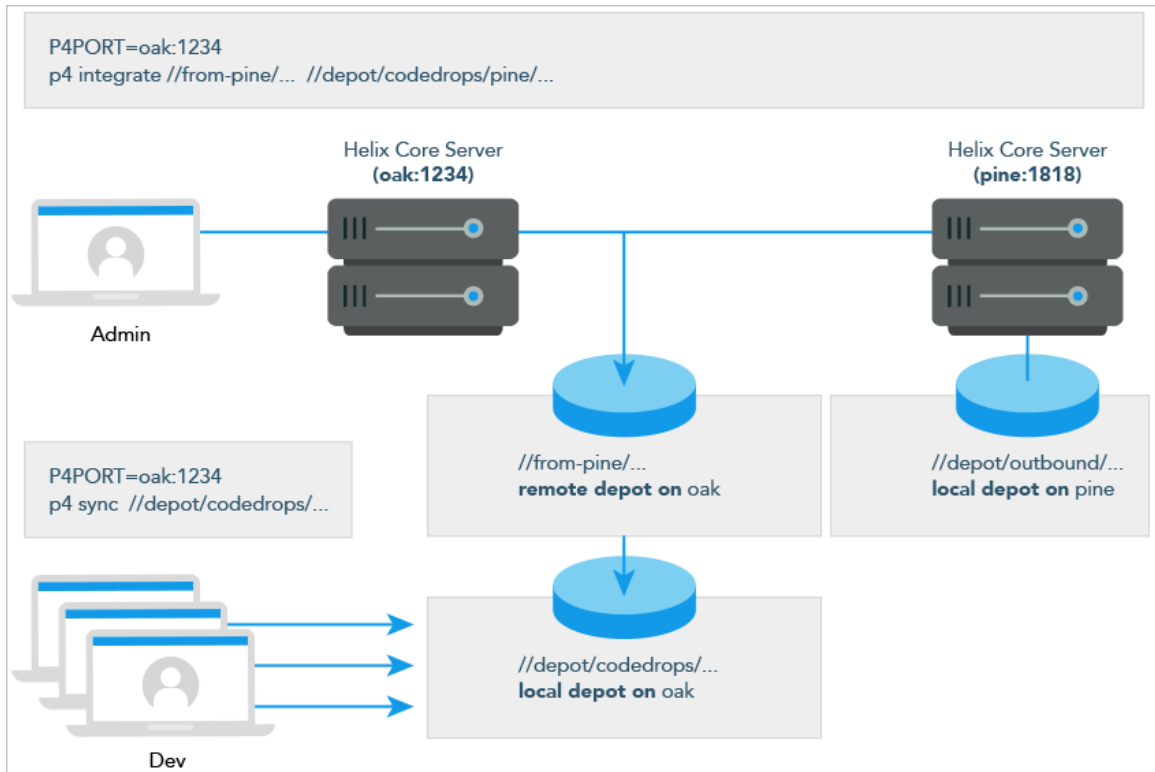 P4PORT=oak:1234
p4 integrate //from-pine/... //depot/codedrops/pine/...
Helix Core Server
(oak:1234)
Helix Core Server
(pine:1818)
Admin
//from-pine/...
remote depot on oak
//depot/outbound/...
local depot on pine
P4PORT=oak:1234
p4 sync //depot/codedrops/...
//depot/codedrops/...
local depot on oak
Dev